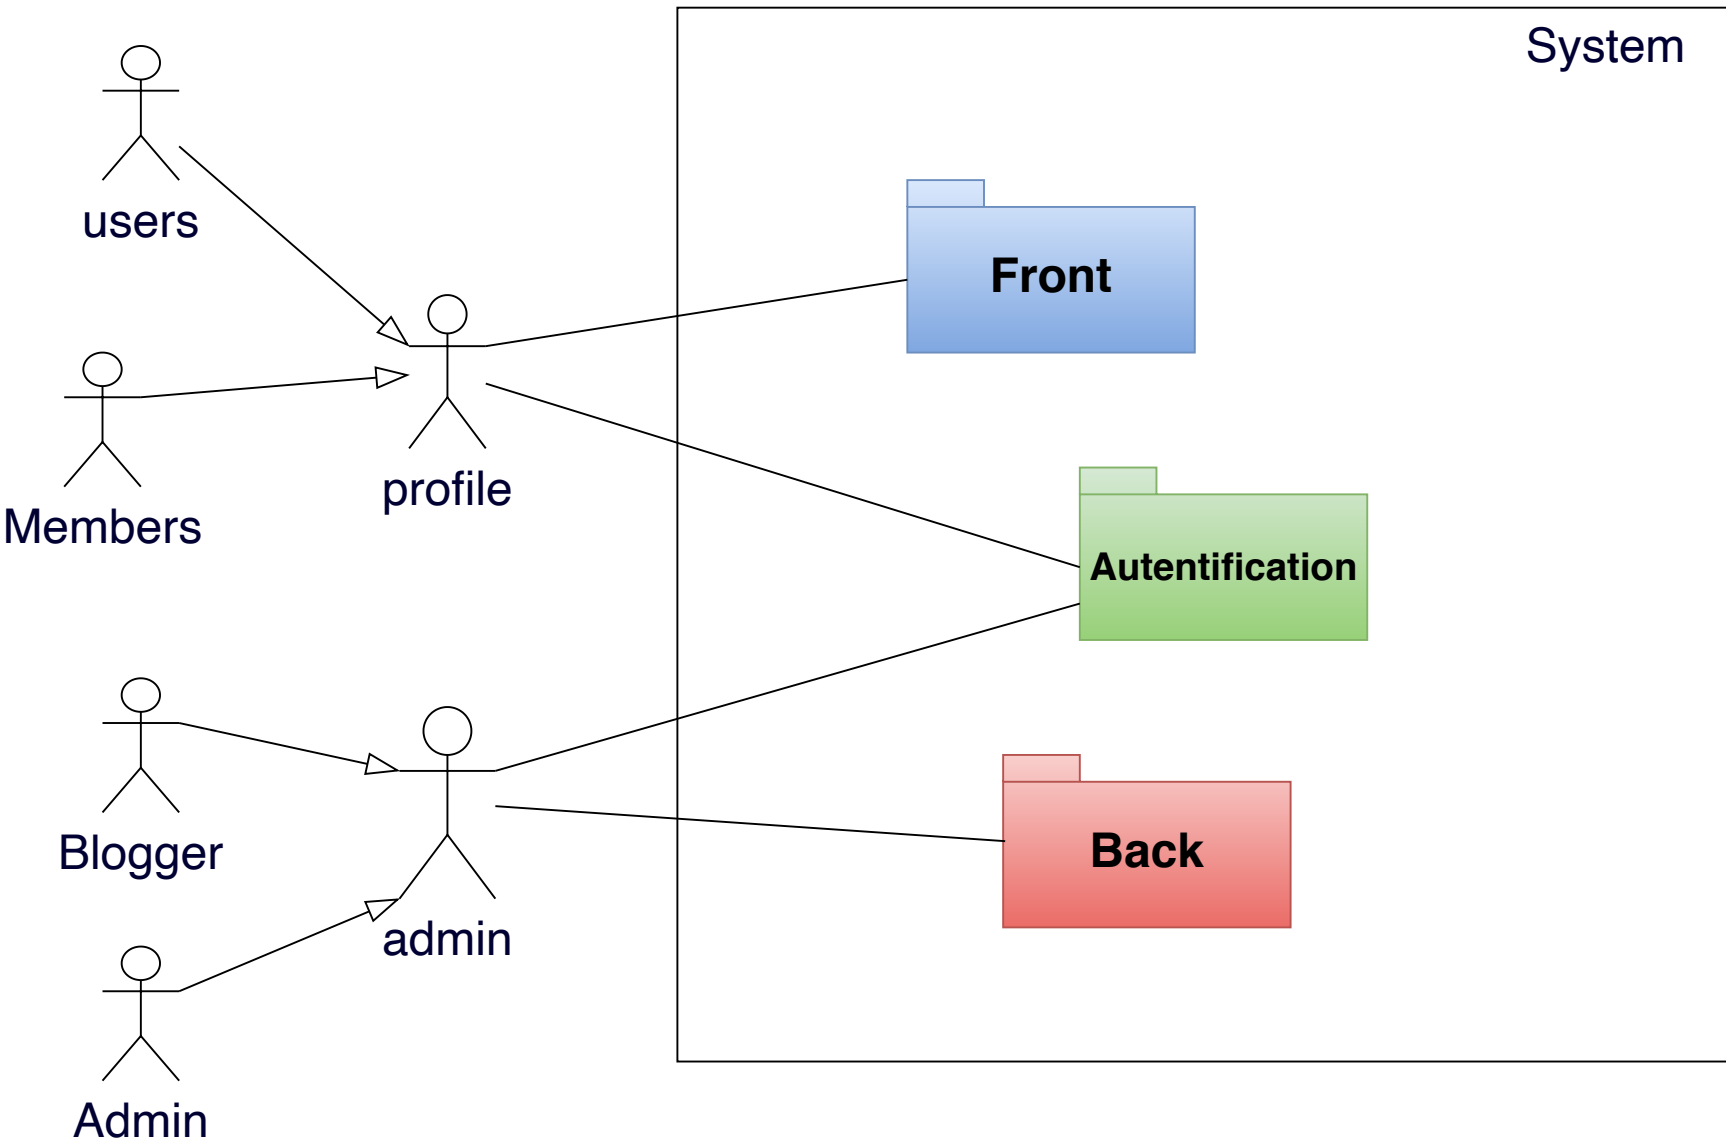 System
users
Front
Members
profile
Autentification
Blogger
Back
admin
Admin